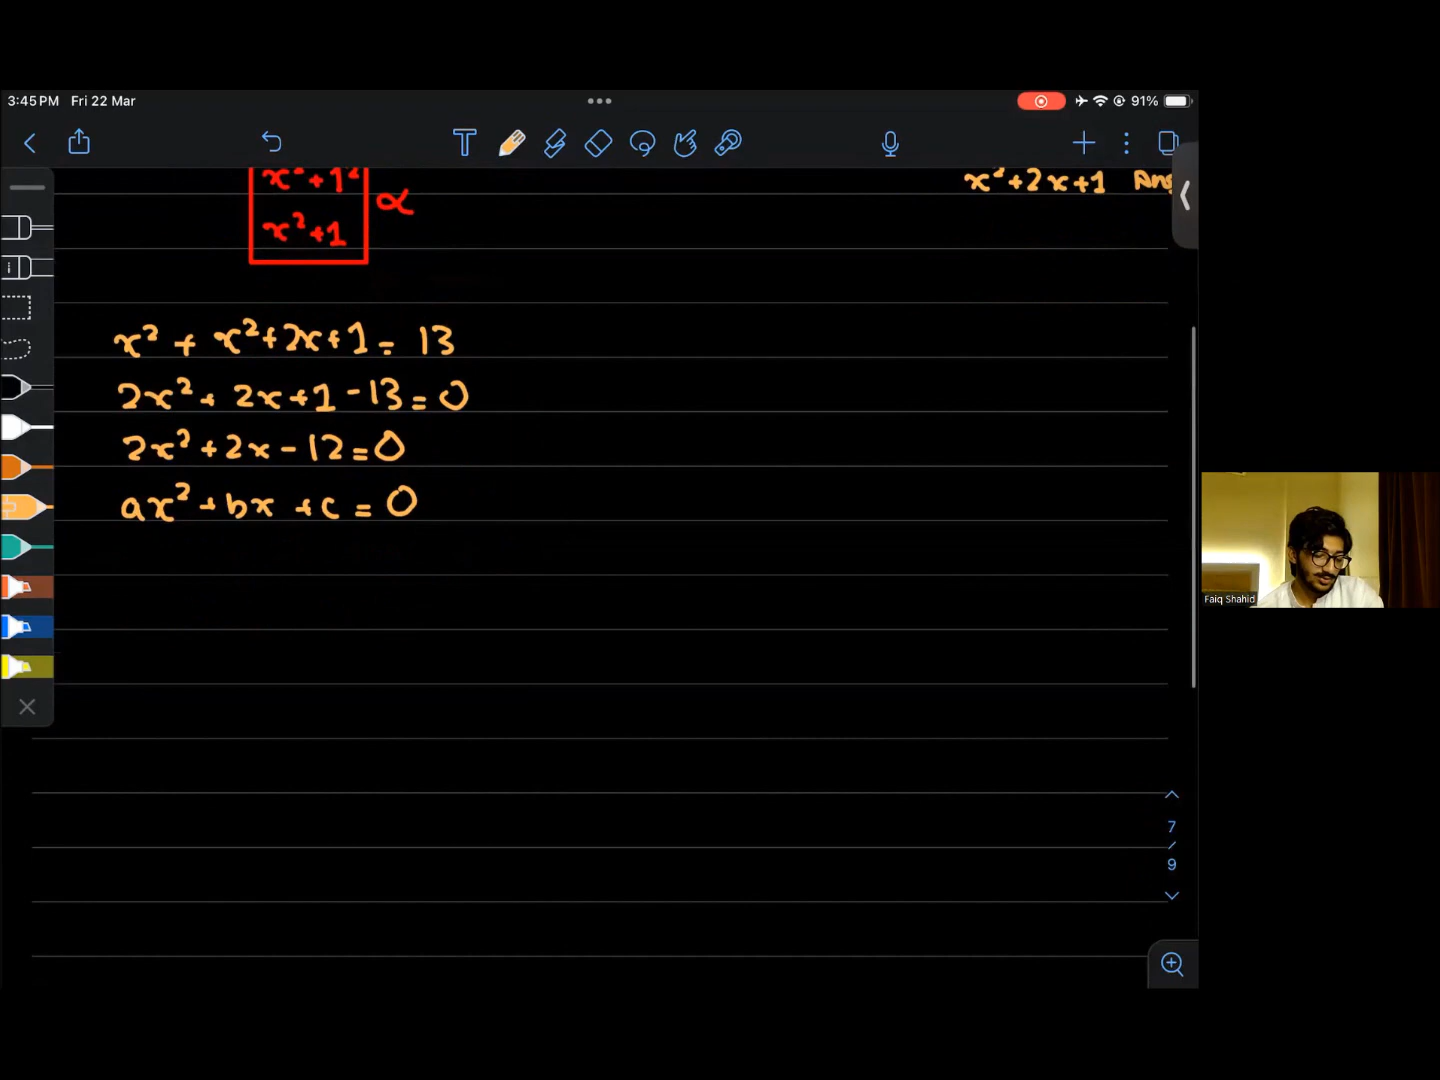 3:45 PM Fri 22 Mar
91%
x² + 1²
x² + 1
x² + 2x + 1 Ans
x² + x² + 2x + 1 = 13
2x² + 2x + 1 - 13 = 0
2x² + 2x - 12 = 0
ax² + bx + c = 0
Faiq Shahid
7
/
9